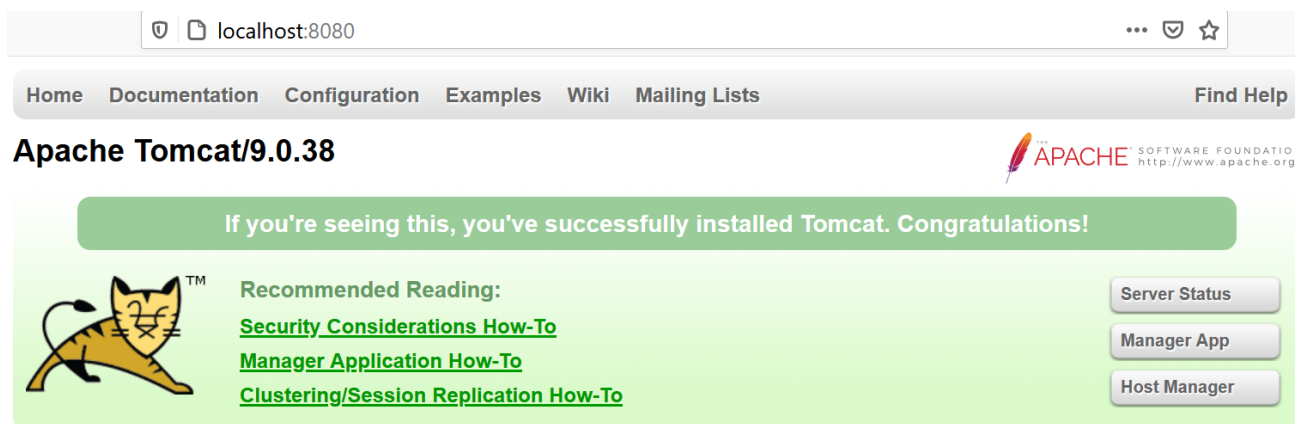 localhost:8080
Home Documentation Configuration Examples Wiki Mailing Lists Find Help
Apache Tomcat/9.0.38
THE
APACHE SOFTWARE FOUNDATIO
http://www.apache.org
If you're seeing this, you've successfully installed Tomcat. Congratulations!
TM
Recommended Reading:
Security Considerations How-To
Manager Application How-To
Clustering/Session Replication How-To
Server Status
Manager App
Host Manager